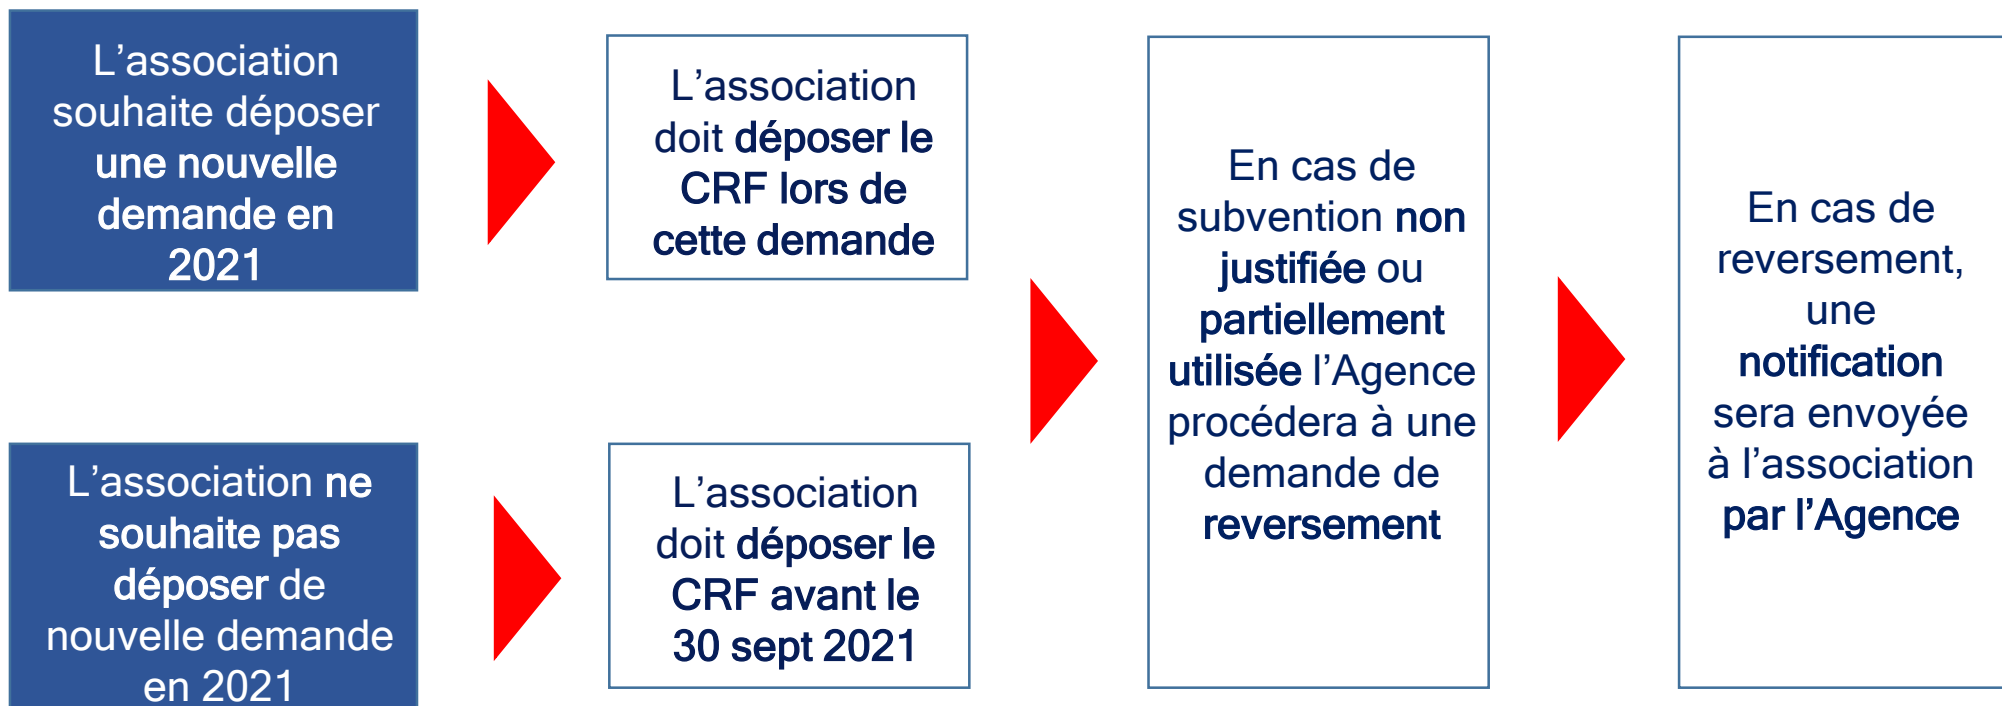 L’association
souhaite déposer
une nouvelle
demande en
2021
L’association
doit déposer le
CRF lors de
cette demande
L’association ne
souhaite pas
déposer de
nouvelle demande
en 2021
L’association
doit déposer le
CRF avant le
30 sept 2021
En cas de
subvention non
justifiée ou
partiellement
utilisée l’Agence
procédera à une
demande de
reversement
En cas de
reversement,
une
notification
sera envoyée
à l’association
par l’Agence